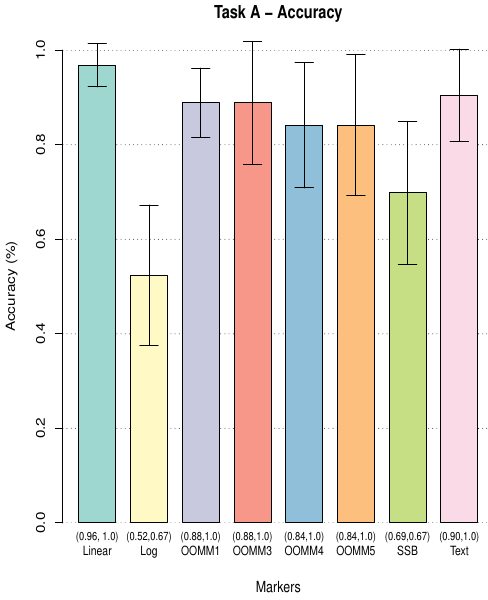 Task A – Accuracy
Accuracy (%)
1.0
0.8
0.6
0.4
0.2
0.0
(0.96, 1.0) (0.52,0.67) (0.88,1.0) (0.88,1.0) (0.84,1.0) (0.84,1.0) (0.69,0.67) (0.90,1.0)
Linear Log OOMM1 OOMM3 OOMM4 OOMM5 SSB Text
Markers